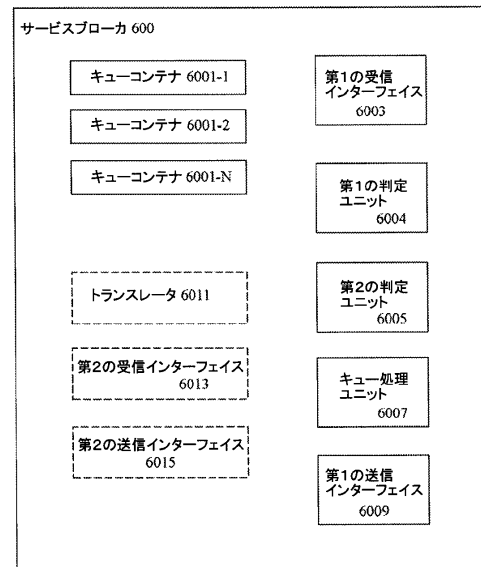 サービスブローカ 600
キューコンテナ 6001-1
キューコンテナ 6001-2
キューコンテナ 6001-N
トランスレータ 6011
第2の受信インターフェイス
6013
第2の送信インターフェイス
6015
第1の受信
インターフェイス
6003
第1の判定
ユニット
6004
第2の判定
ユニット
6005
キュー処理
ユニット
6007
第1の送信
インターフェイス
6009